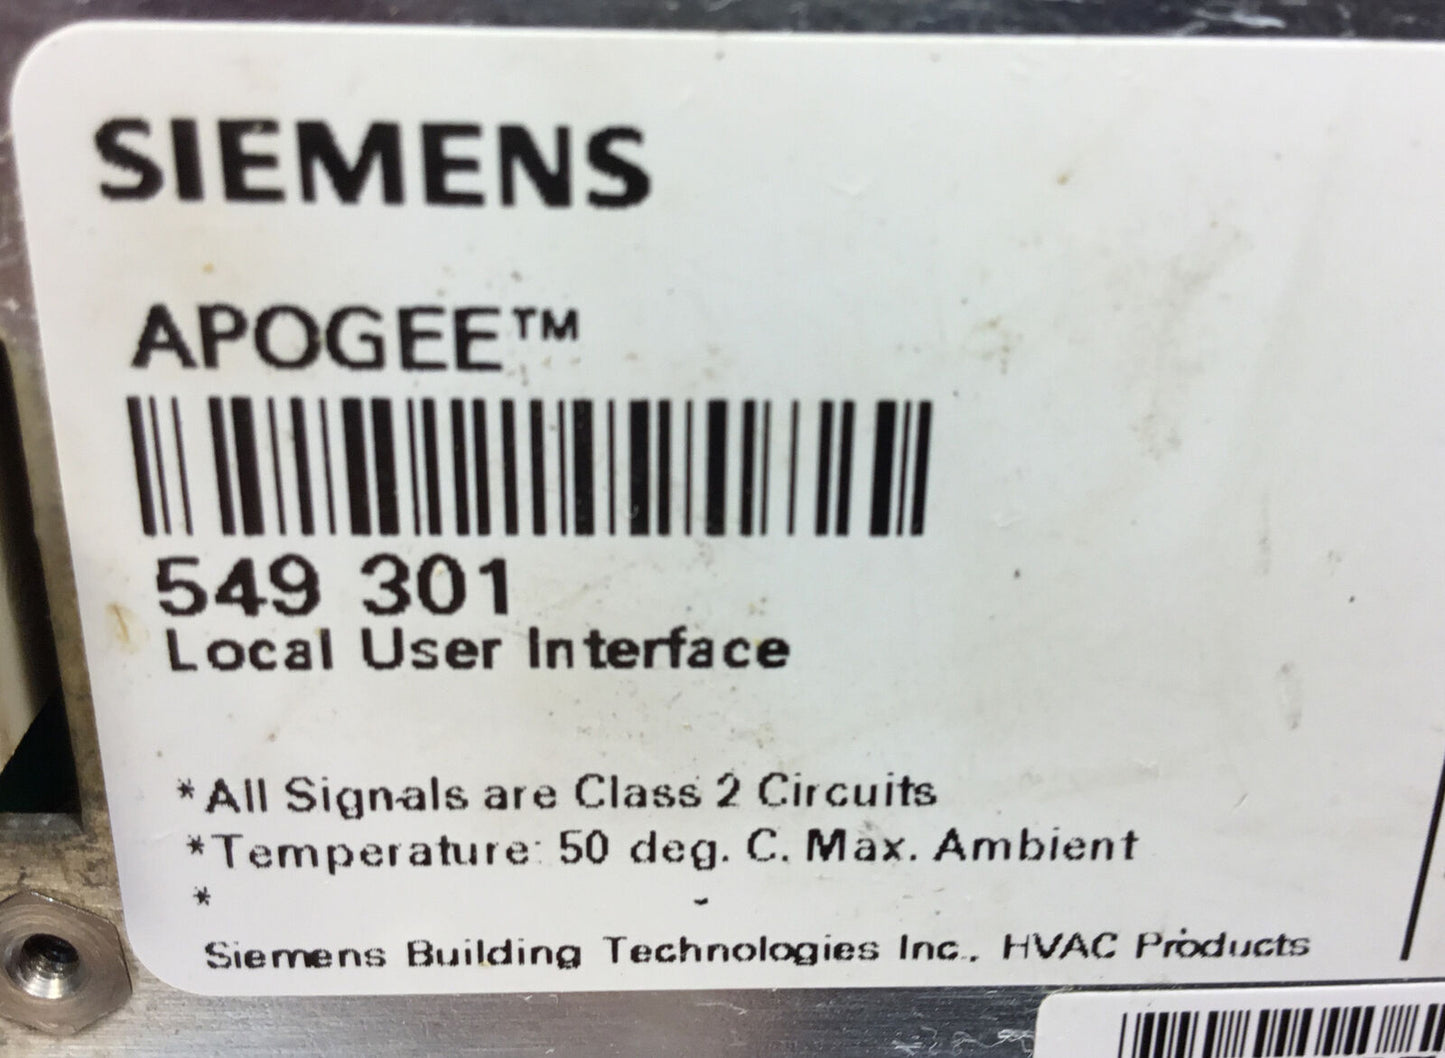 SIEMENS
APOGEE™
549 301
Local User Interface
*All Signals are Class 2 Circuits
*Temperature: 50 deg. C. Max. Ambient
*
Siemens Building Technologies Inc., HVAC Products